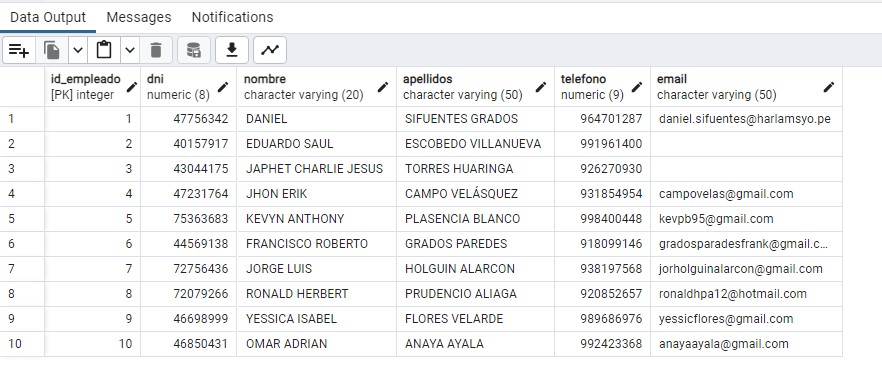 Data Output Messages Notifications
id_empleado dni nombre apellidos telefono email
[PK] integer numeric (8) character varying (20) character varying (50) numeric (9) character varying (50)
1 1 47756342 DANIEL SIFUENTES GRADOS 964701287 daniel.sifuentes@harlamsyo.pe
2 2 40157917 EDUARDO SAUL ESCOBEDO VILLANUEVA 991961400
3 3 43044175 JAPHET CHARLIE JESUS TORRES HUARINGA 926270930
4 4 47231764 JHON ERIK CAMPO VELÁSQUEZ 931854954 campovelas@gmail.com
5 5 75363683 KEVYN ANTHONY PLASENCIA BLANCO 998400448 kevpb95@gmail.com
6 6 44569138 FRANCISCO ROBERTO GRADOS PAREDES 918099146 gradosparadesfrank@gmail.c...
7 7 72756436 JORGE LUIS HOLGUIN ALARCON 938197568 jorholguinalarcon@gmail.com
8 8 72079266 RONALD HERBERT PRUDENCIO ALIAGA 920852657 ronaldhpa12@hotmail.com
9 9 46698999 YESSICA ISABEL FLORES VELARDE 989686976 yessicflores@gmail.com
10 10 46850431 OMAR ADRIAN ANAYA AYALA 992423368 anayaayala@gmail.com